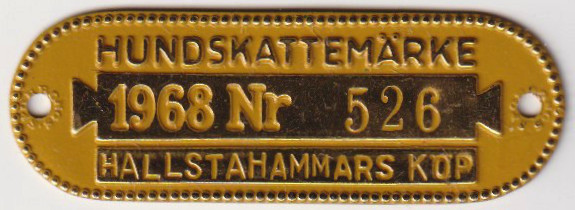 HUNDSKATTEMÄRKE
1968 Nr 526
HALLSTAHAMMARS KÖP